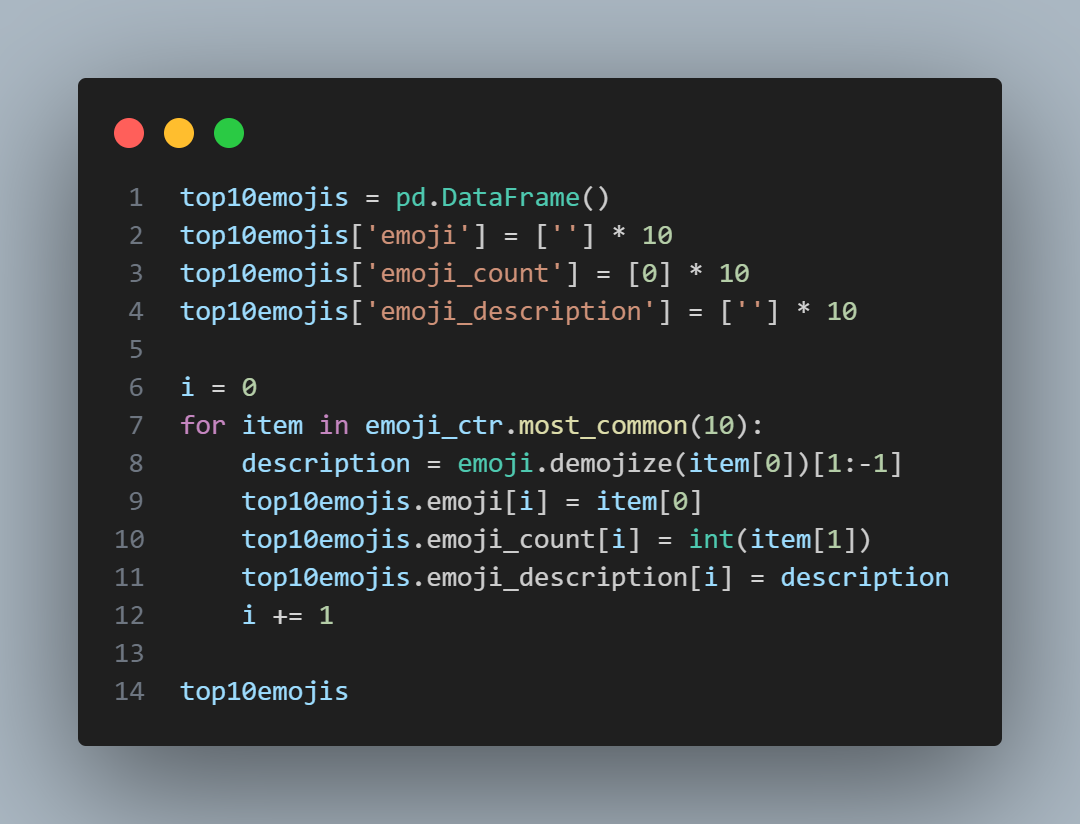 1 top10emojis = pd.DataFrame()
2 top10emojis['emoji'] = [''] * 10
3 top10emojis['emoji_count'] = [0] * 10
4 top10emojis['emoji_description'] = [''] * 10
5
6 i = 0
7 for item in emoji_ctr.most_common(10):
8     description = emoji.demojize(item[0])[1:-1]
9     top10emojis.emoji[i] = item[0]
10     top10emojis.emoji_count[i] = int(item[1])
11     top10emojis.emoji_description[i] = description
12     i += 1
13
14 top10emojis